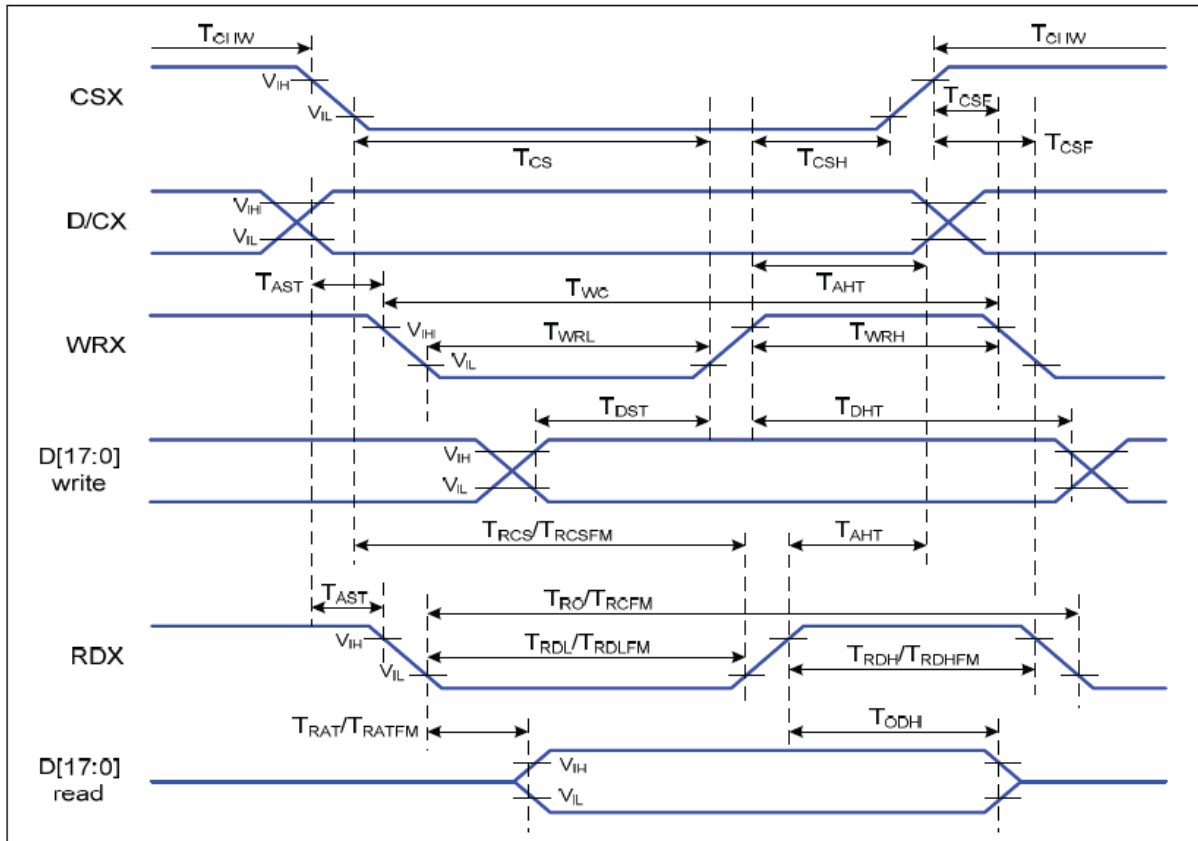 TCHW TCHW
VIH
CSX
VIL
TCSF
TCS TCSH TCSF
VIH
D/CX
VIL
TAST TWC TAHT
WRX
VIH TWRL TWRH
VIL
TDST TDHT
D[17:0]
write
VIH
VIL
TRCS/TRCSFM TAHT
TAST TRC/TRCFM
RDX
VIH TRDL/TRDLFM
VIL TRDH/TRDHFM
TRAT/TRATFM TODH
D[17:0]
read
VIH
VIL